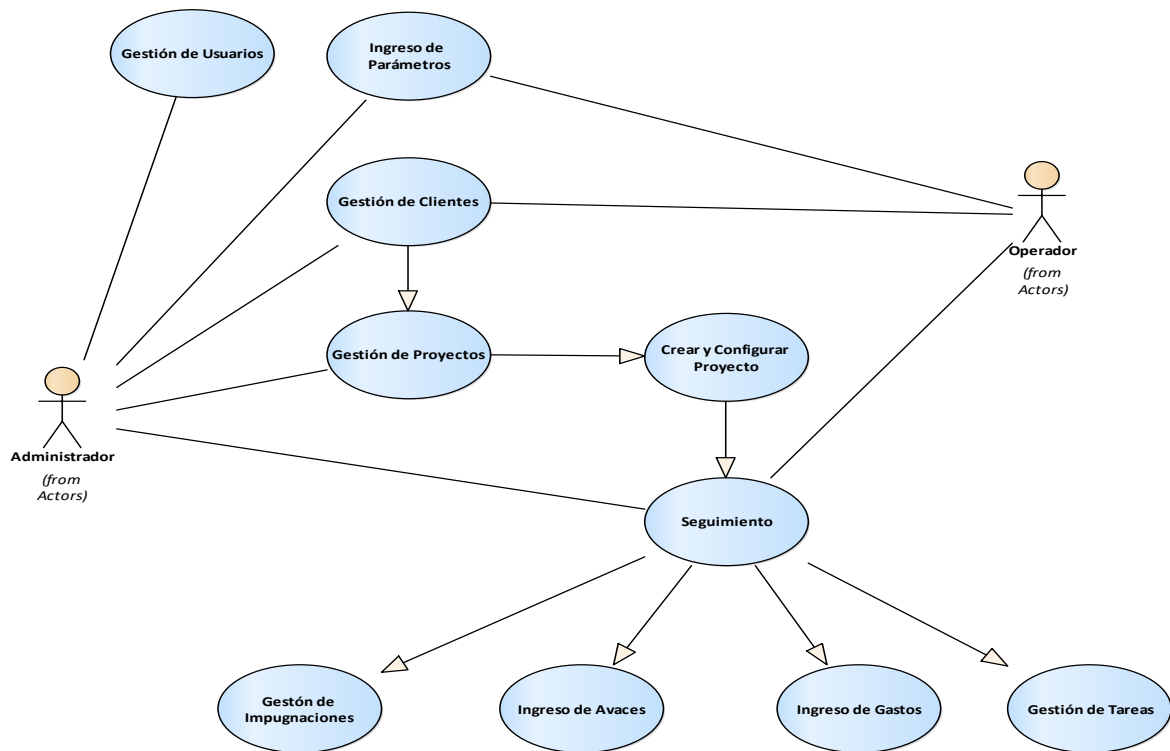 Gestión de Usuarios
Ingreso de
Parámetros
Gestión de Clientes
Operador
(from
Actors)
Gestión de Proyectos
Crear y Configurar
Proyecto
Administrador
(from
Actors)
Seguimiento
Gestón de
Impugnaciones
Ingreso de Avaces
Ingreso de Gastos
Gestión de Tareas